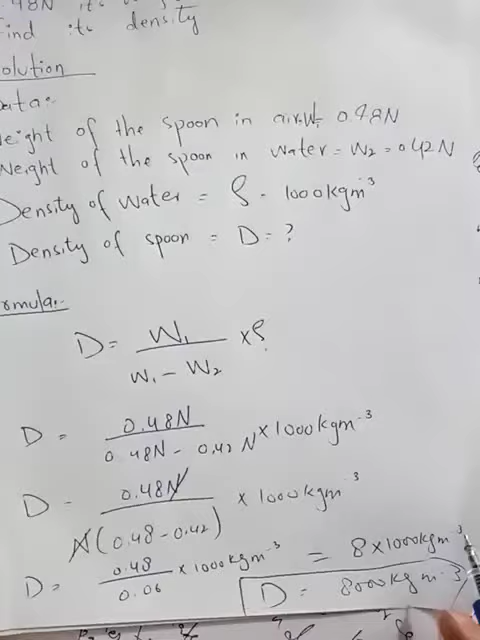 .48N its
find its density
olution
ata:-
eight of the spoon in air = W₁ = 0.48N
Weight of the spoon in water = W₂ = 0.42N
Density of water = ρ = 1000kgm⁻³
Density of spoon = D = ?
ormula:-
D = W₁ / (W₁ - W₂) × ρ
D = 0.48N / (0.48N - 0.42N) × 1000kgm⁻³
D = 0.48N / N(0.48 - 0.42) × 1000kgm⁻³
D = 0.48 / 0.06 × 1000kgm⁻³ = 8 × 1000kgm⁻³
D = 8000kgm⁻³